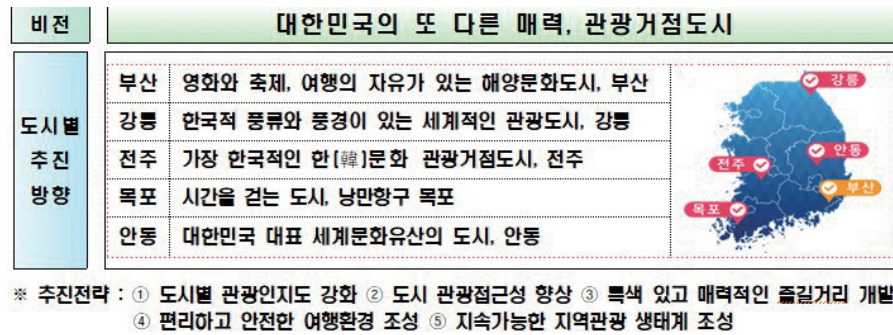 비전
대한민국의 또 다른 매력, 관광거점도시
도시별
추진
방향
부산 영화와 축제, 여행의 자유가 있는 해양문화도시, 부산
강릉 한국적 풍류와 풍경이 있는 세계적인 관광도시, 강릉
전주 가장 한국적인 한(韓)문화 관광거점도시, 전주
목포 시간을 걷는 도시, 낭만항구 목포
안동 대한민국 대표 세계문화유산의 도시, 안동
강릉
안동
전주
부산
목포
※ 추진전략 : ① 도시별 관광인지도 강화 ② 도시 관광접근성 향상 ③ 특색 있고 매력적인 즐길거리 개발
④ 편리하고 안전한 여행환경 조성 ⑤ 지속가능한 지역관광 생태계 조성